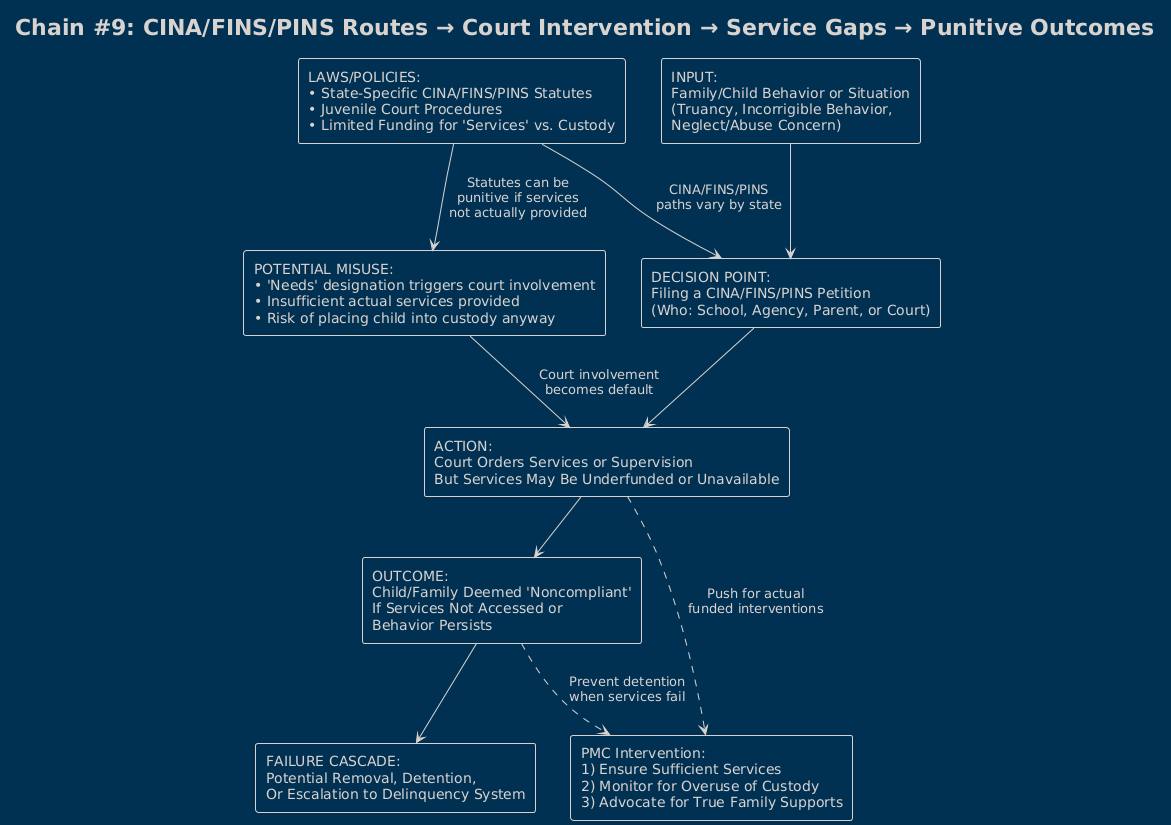 Chain #9: CINA/FINS/PINS Routes → Court Intervention → Service Gaps → Punitive Outcomes
LAWS/POLICIES:
• State-Specific CINA/FINS/PINS Statutes
• Juvenile Court Procedures
• Limited Funding for 'Services' vs. Custody
INPUT:
Family/Child Behavior or Situation
(Truancy, Incorrigible Behavior,
Neglect/Abuse Concern)
Statutes can be
punitive if services
not actually provided
CINA/FINS/PINS
paths vary by state
POTENTIAL MISUSE:
• 'Needs' designation triggers court involvement
• Insufficient actual services provided
• Risk of placing child into custody anyway
DECISION POINT:
Filing a CINA/FINS/PINS Petition
(Who: School, Agency, Parent, or Court)
Court involvement
becomes default
ACTION:
Court Orders Services or Supervision
But Services May Be Underfunded or Unavailable
OUTCOME:
Child/Family Deemed 'Noncompliant'
If Services Not Accessed or
Behavior Persists
Push for actual
funded interventions
Prevent detention
when services fail
FAILURE CASCADE:
Potential Removal, Detention,
Or Escalation to Delinquency System
PMC Intervention:
1) Ensure Sufficient Services
2) Monitor for Overuse of Custody
3) Advocate for True Family Supports